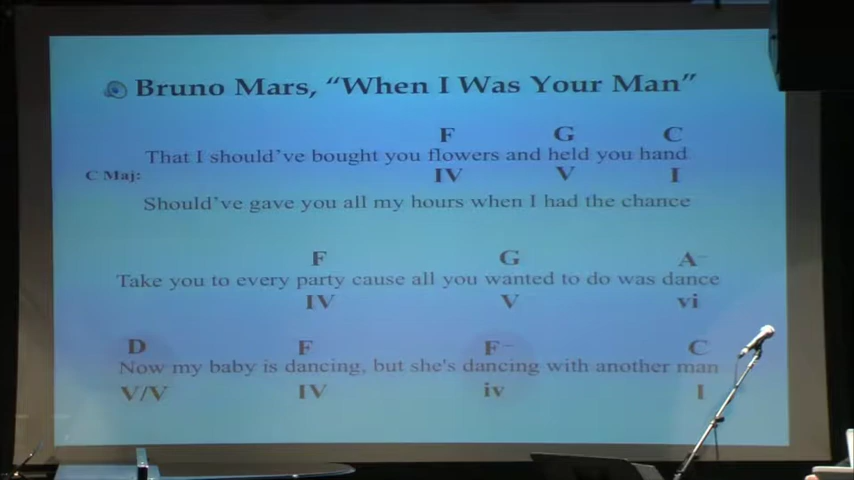 Bruno Mars, “When I Was Your Man”
F G C
That I should've bought you flowers and held you hand
C Maj: IV V I
Should've gave you all my hours when I had the chance
F G A-
Take you to every party cause all you wanted to do was dance
IV V vi
D F F- C
Now my baby is dancing, but she's dancing with another man
V/V IV iv I